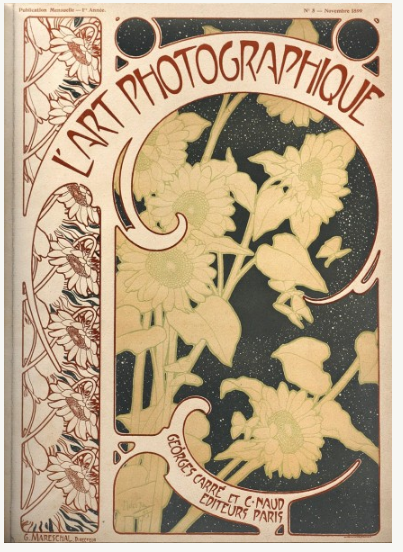 Publication Mensuelle — 1re Année.
N° 5 — Novembre 1899
L'ART PHOTOGRAPHIQUE
GEORGES CARRÉ ET C. NAUD
EDITEURS PARIS
G. MARESCHAL, DIRECTEUR